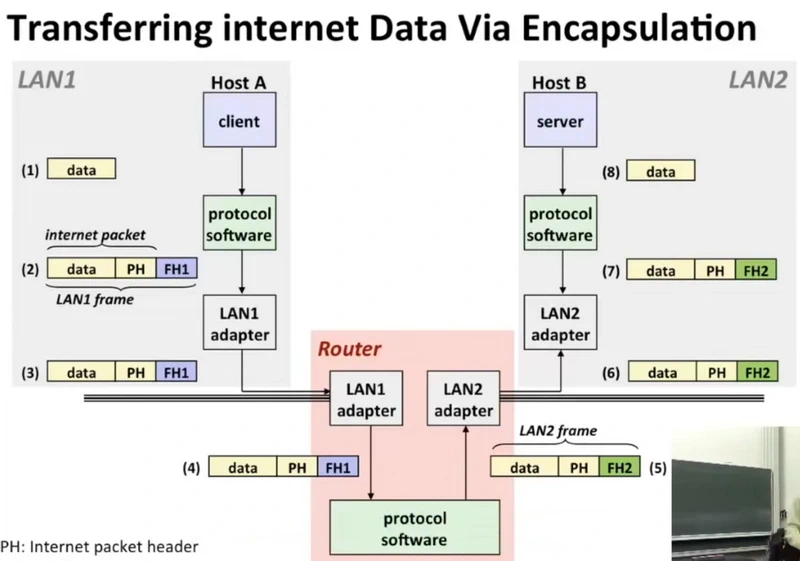 Transferring internet Data Via Encapsulation
LAN1
Host A
Host B
LAN2
client
server
(1) data
(8) data
protocol
software
protocol
software
internet packet
(2) data PH FH1
LAN1 frame
(7) data PH FH2
LAN1
adapter
LAN2
adapter
Router
(3) data PH FH1
(6) data PH FH2
LAN1
adapter
LAN2
adapter
LAN2 frame
(4) data PH FH1
data PH FH2 (5)
protocol
software
PH: Internet packet header